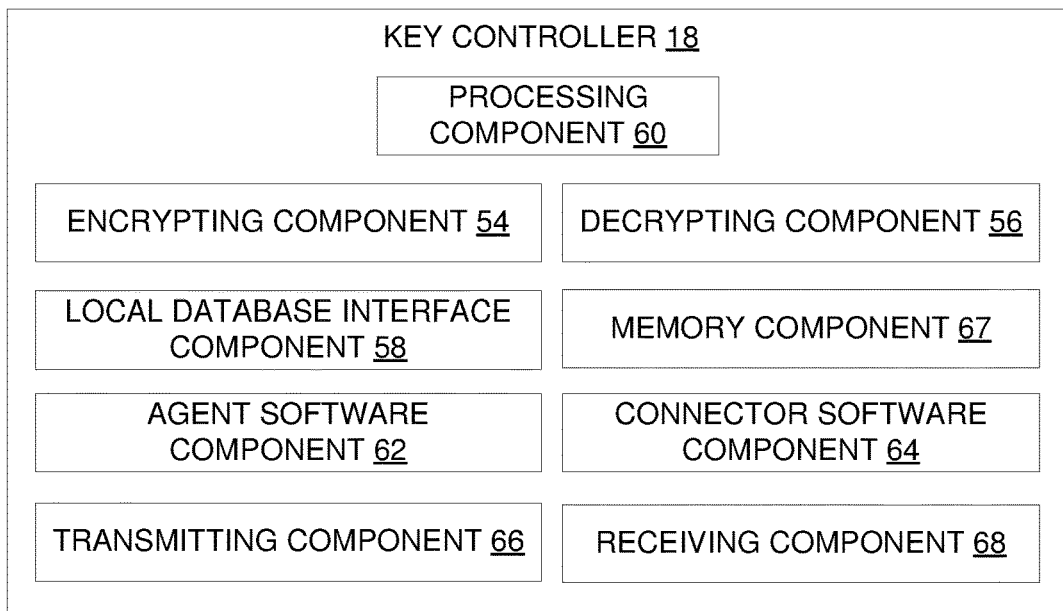 KEY CONTROLLER 18
PROCESSING
COMPONENT 60
ENCRYPTING COMPONENT 54
DECRYPTING COMPONENT 56
LOCAL DATABASE INTERFACE
COMPONENT 58
MEMORY COMPONENT 67
AGENT SOFTWARE
COMPONENT 62
CONNECTOR SOFTWARE
COMPONENT 64
TRANSMITTING COMPONENT 66
RECEIVING COMPONENT 68